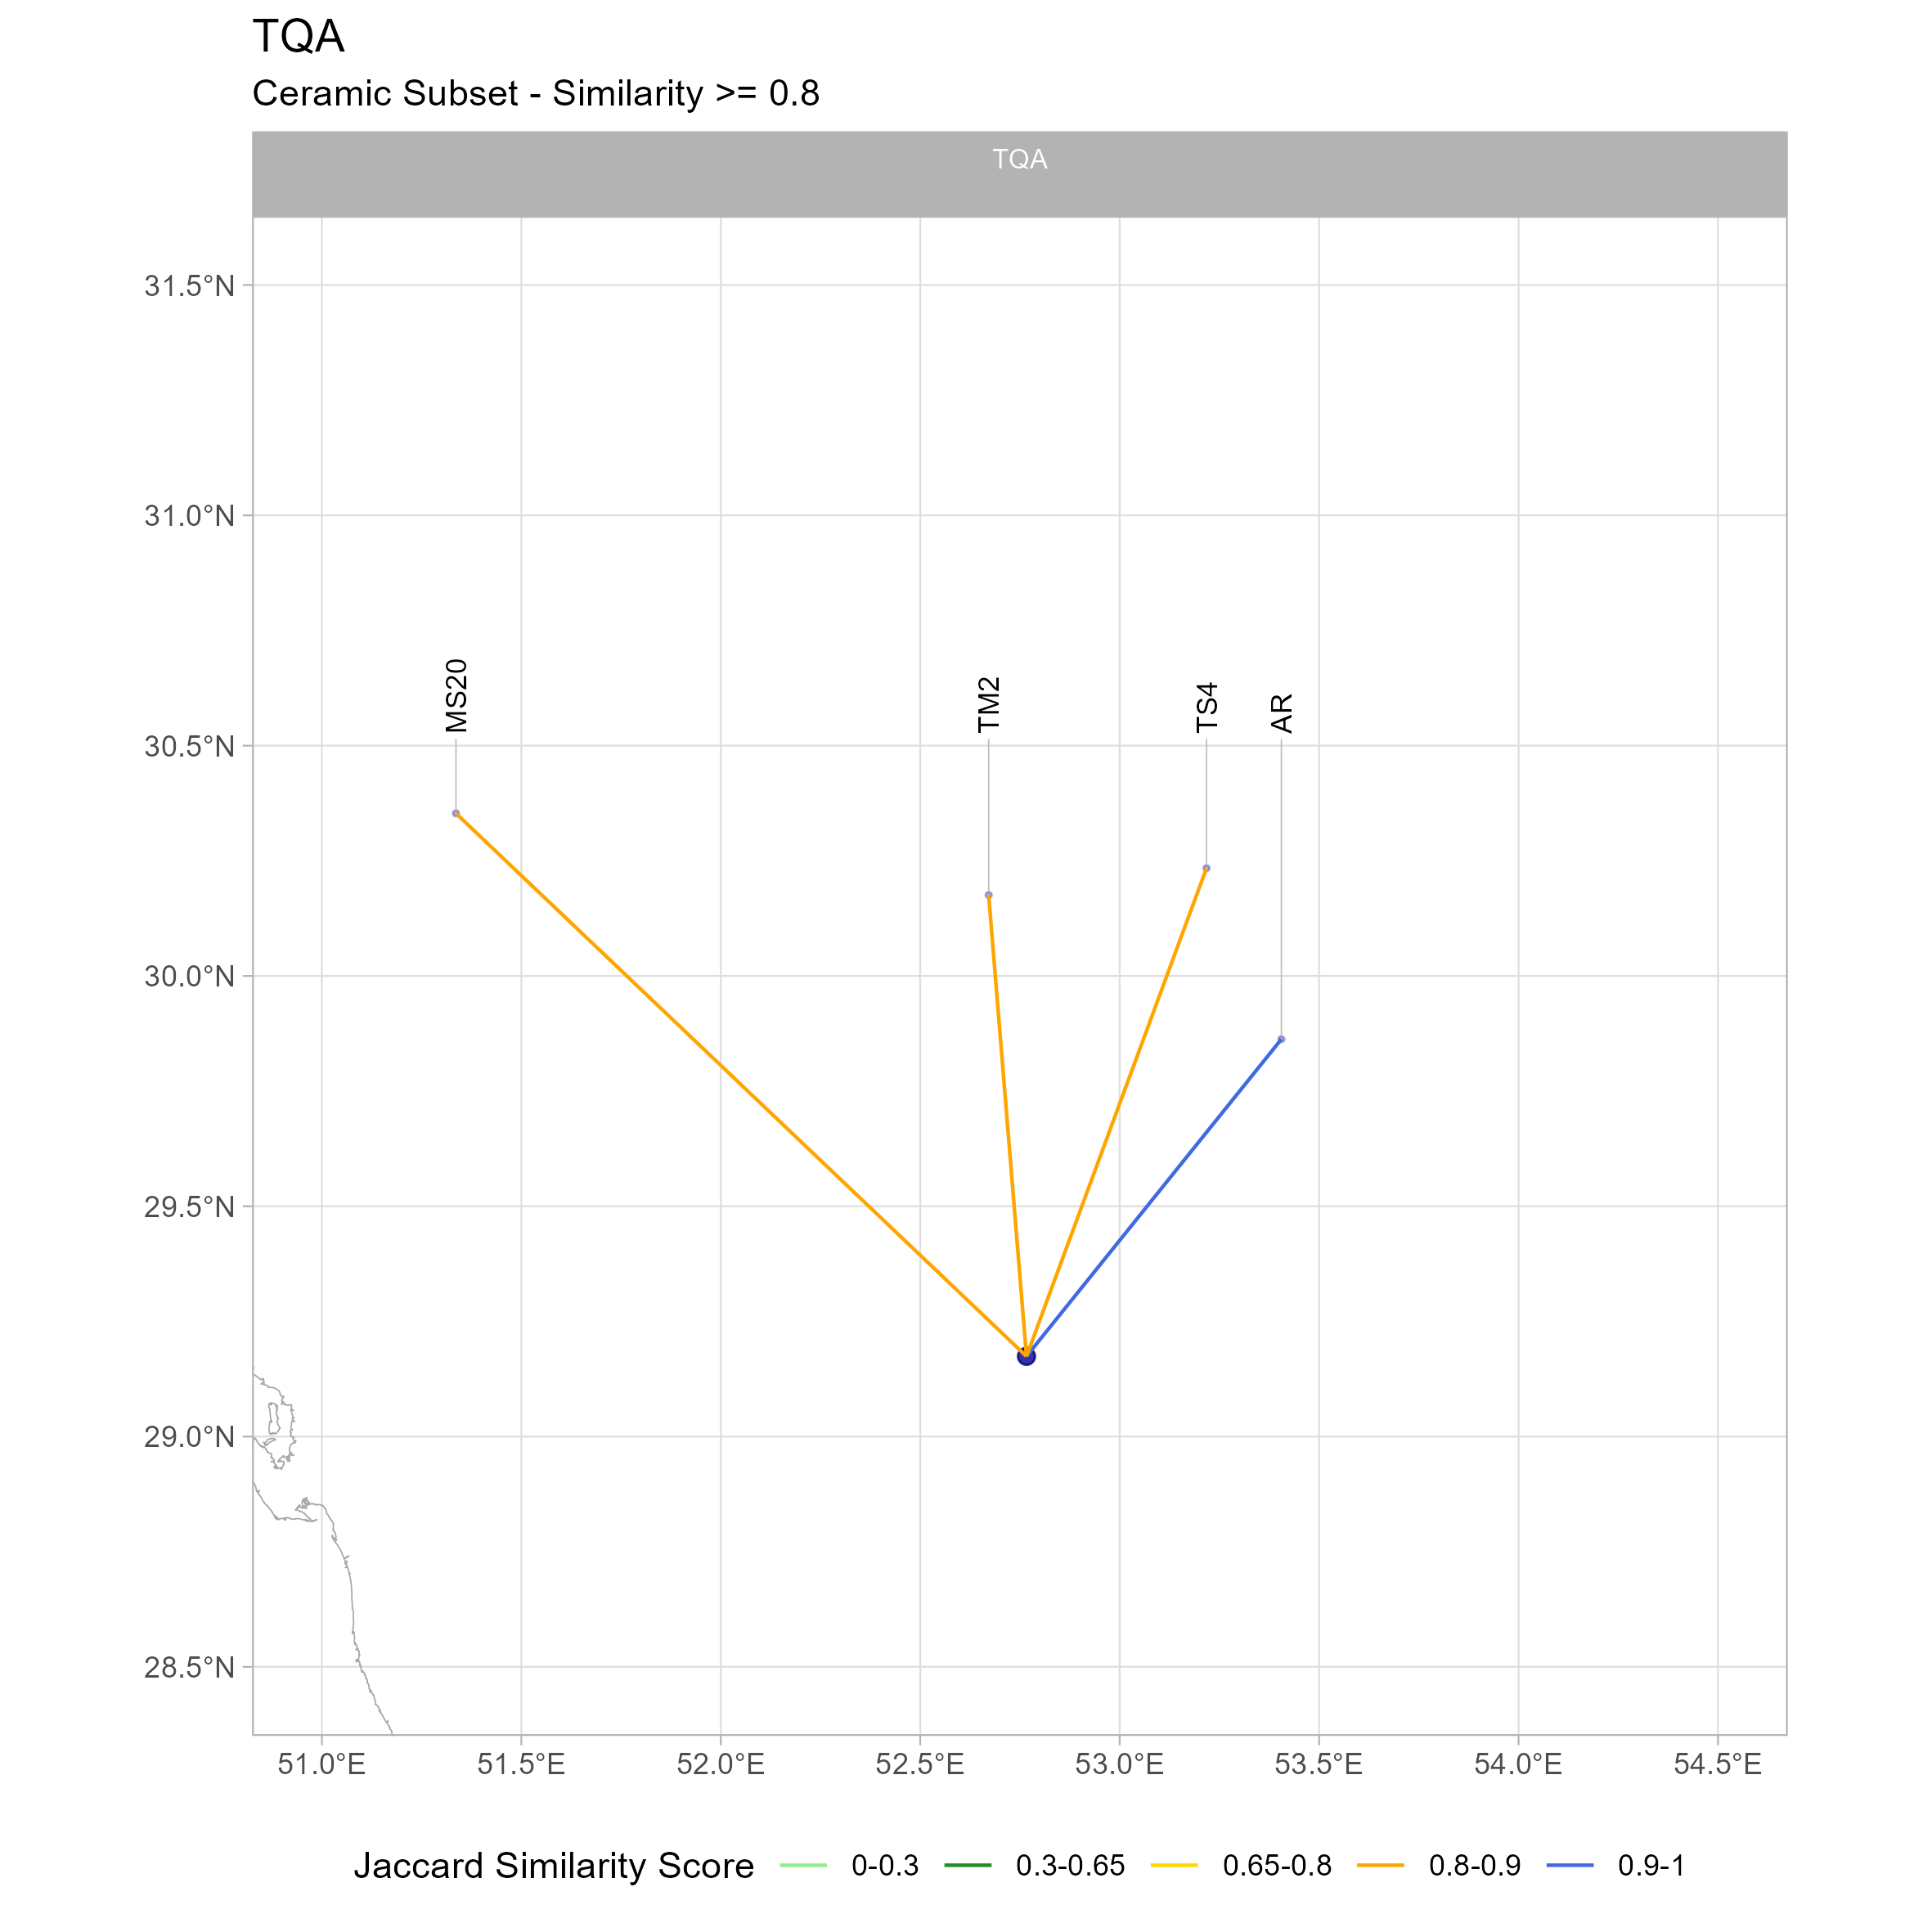 TQA
Ceramic Subset - Similarity >= 0.8
TQA
31.5°N
31.0°N
30.5°N
30.0°N
29.5°N
29.0°N
28.5°N
MS20
TM2
TS4
AR
51.0°E 51.5°E 52.0°E 52.5°E 53.0°E 53.5°E 54.0°E 54.5°E
Jaccard Similarity Score 0-0.3 0.3-0.65 0.65-0.8 0.8-0.9 0.9-1